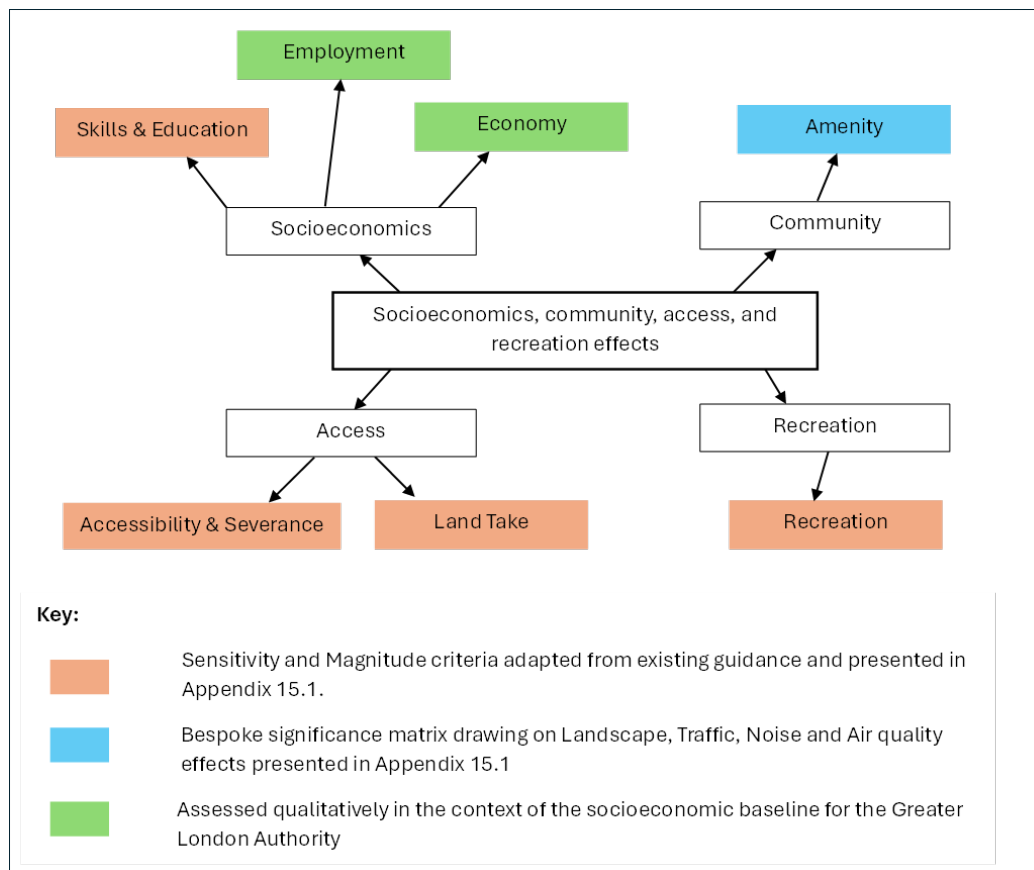 Employment
Skills & Education
Economy
Amenity
Socioeconomics
Community
Socioeconomics, community, access, and
recreation effects
Access
Recreation
Accessibility & Severance
Land Take
Recreation
Key:
Sensitivity and Magnitude criteria adapted from existing guidance and presented in
Appendix 15.1.
Bespoke significance matrix drawing on Landscape, Traffic, Noise and Air quality
effects presented in Appendix 15.1
Assessed qualitatively in the context of the socioeconomic baseline for the Greater
London Authority